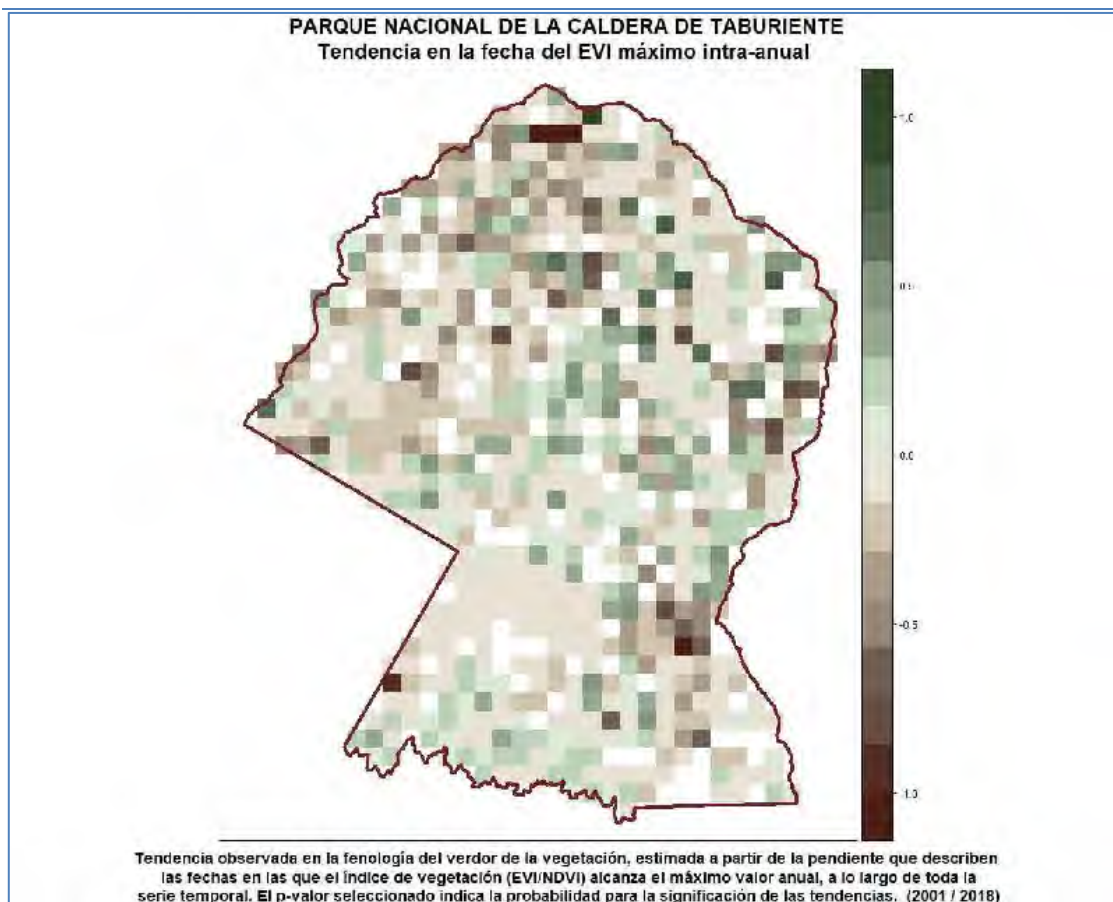 PARQUE NACIONAL DE LA CALDERA DE TABURIENTE
Tendencia en la fecha del EVI máximo intra-anual
1.0
0.5
0.0
-0.5
-1.0
Tendencia observada en la fenología del verdor de la vegetación, estimada a partir de la pendiente que describen
las fechas en las que el índice de vegetación (EVI/NDVI) alcanza el máximo valor anual, a lo largo de toda la
serie temporal. El p-valor seleccionado indica la probabilidad para la significación de las tendencias. (2001 / 2018)